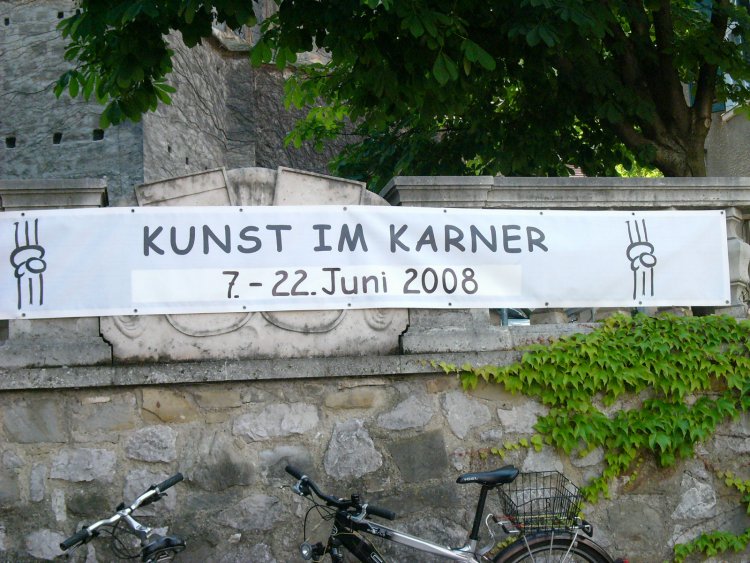 KUNST IM KARNER
7. - 22. Juni 2008